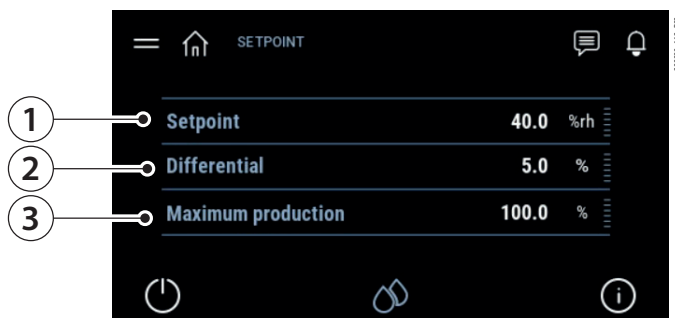 SETPOINT
1 Setpoint 40.0 %rh
2 Differential 5.0 %
3 Maximum production 100.0 %